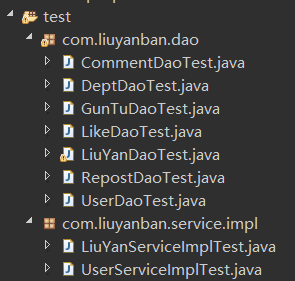 test
com.liuyanban.dao
CommentDaoTest.java
DeptDaoTest.java
GunTuDaoTest.java
LikeDaoTest.java
LiuYanDaoTest.java
RepostDaoTest.java
UserDaoTest.java
com.liuyanban.service.impl
LiuYanServiceImplTest.java
UserServiceImplTest.java